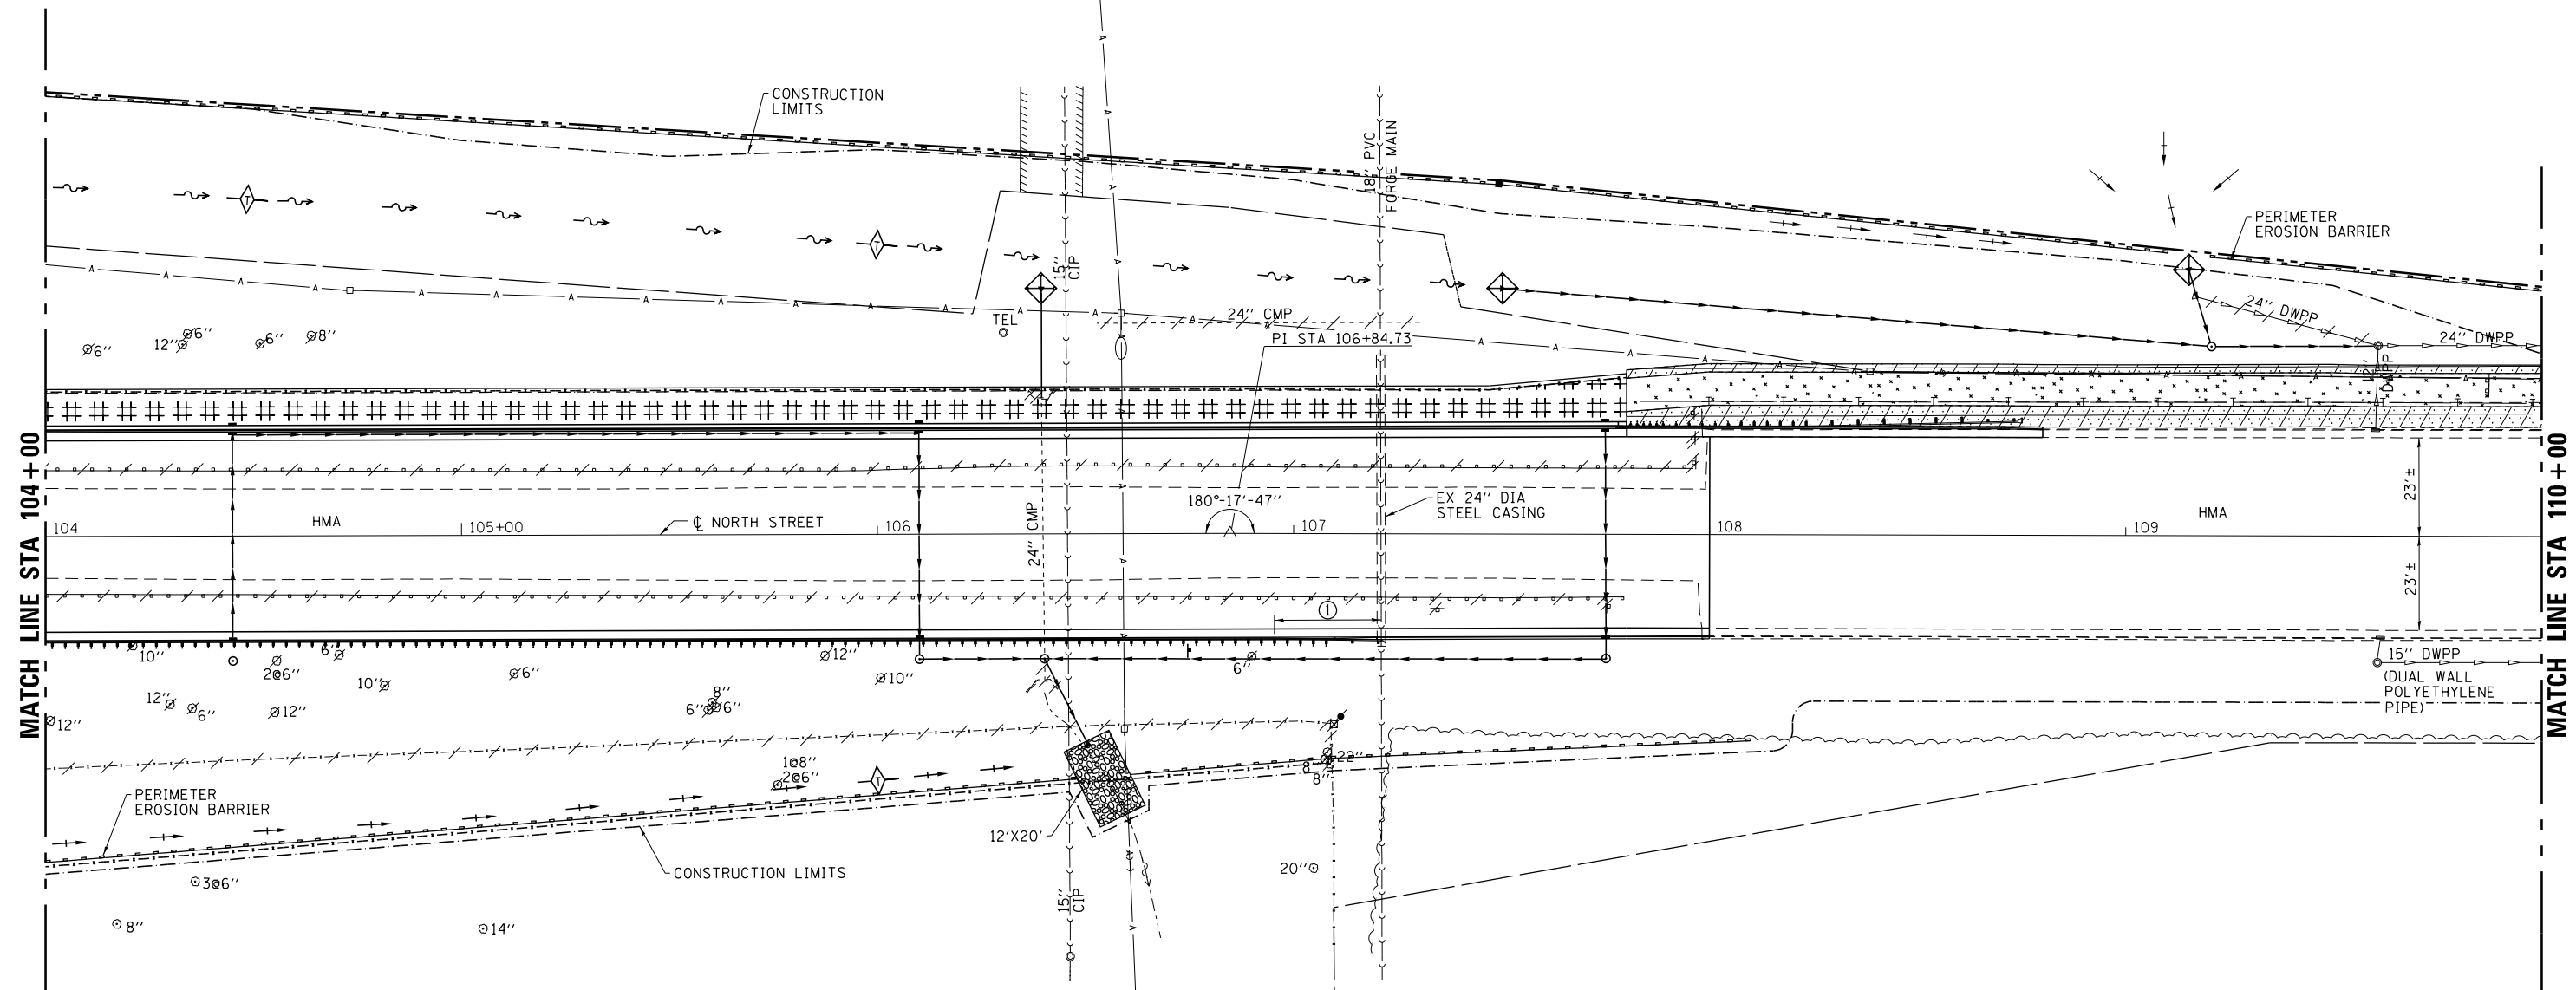 CONSTRUCTION
LIMITS
18' PVC
FORGE MAIN
PERIMETER
EROSION BARRIER
15''
CIP
TEL
24'' CMP
PI STA 106+84.73
24'' DWPP
24'' DWPP
12''
DWPP
6''
12''
6''
6''
8''
MATCH LINE STA 104+00
104
HMA
105+00
℄ NORTH STREET
106
24'' CMP
180°-17'-47''
107
EX 24'' DIA
STEEL CASING
108
109
HMA
23'±
23'±
MATCH LINE STA 110+00
1
10''
2@6''
6''
10''
6''
12''
10''
6''
15'' DWPP
(DUAL WALL
POLYETHYLENE
PIPE)
12''
12''
6''
12''
8''
6''
6''
22''
8''
8''
1@8''
2@6''
PERIMETER
EROSION BARRIER
12'X20'
CONSTRUCTION LIMITS
3@6''
8''
14''
15''
CIP
20''